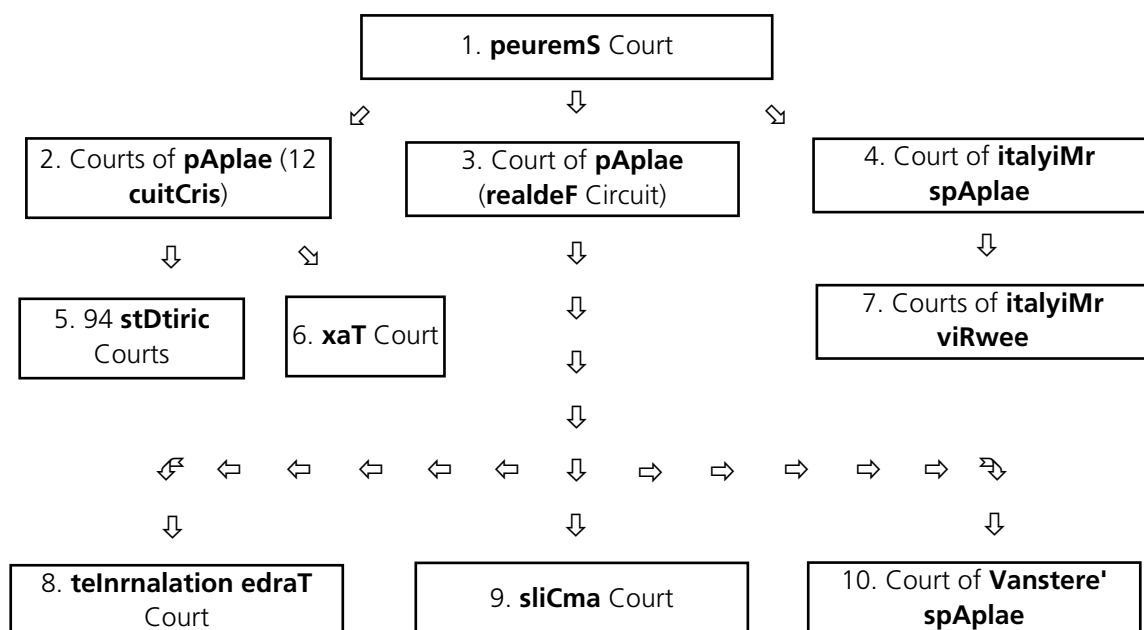 1. peuremS Court
2. Courts of pAplae (12
cuitCris)
3. Court of pAplae
(realdeF Circuit)
4. Court of italyiMr
spAplae
5. 94 stDtiric
Courts
6. xaT Court
7. Courts of italyiMr
viRwee
8. teInrnalation edraT
Court
9. sliCma Court
10. Court of Vanstere'
spAplae